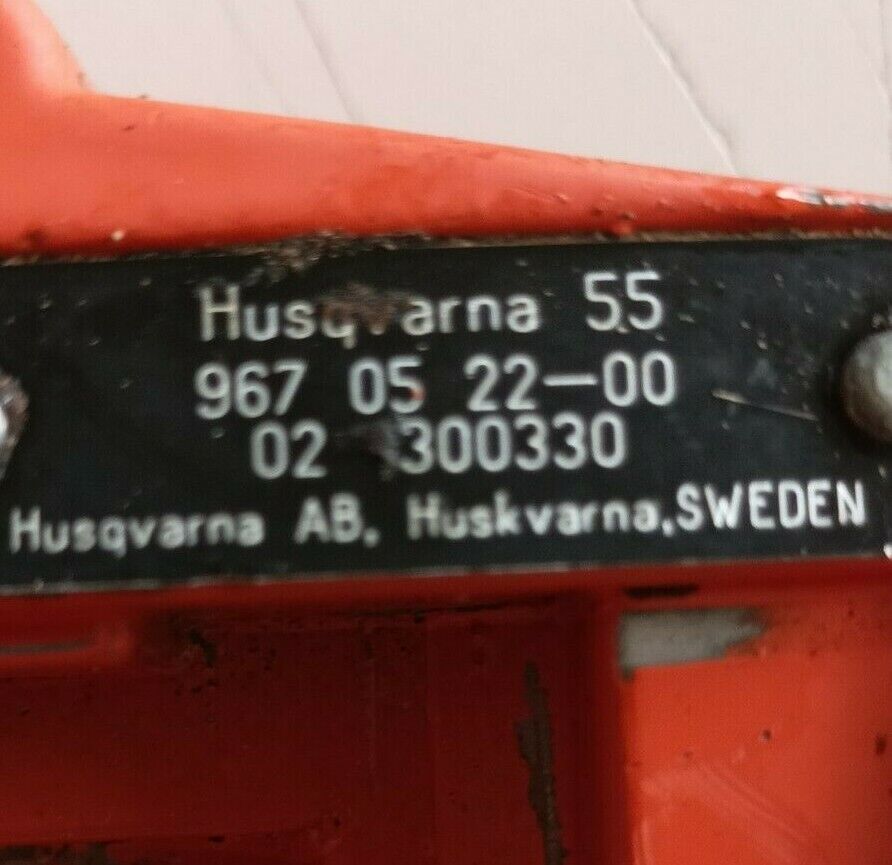 Husqvarna 55
967 05 22-00
02 300330
Husqvarna AB, Huskvarna, SWEDEN